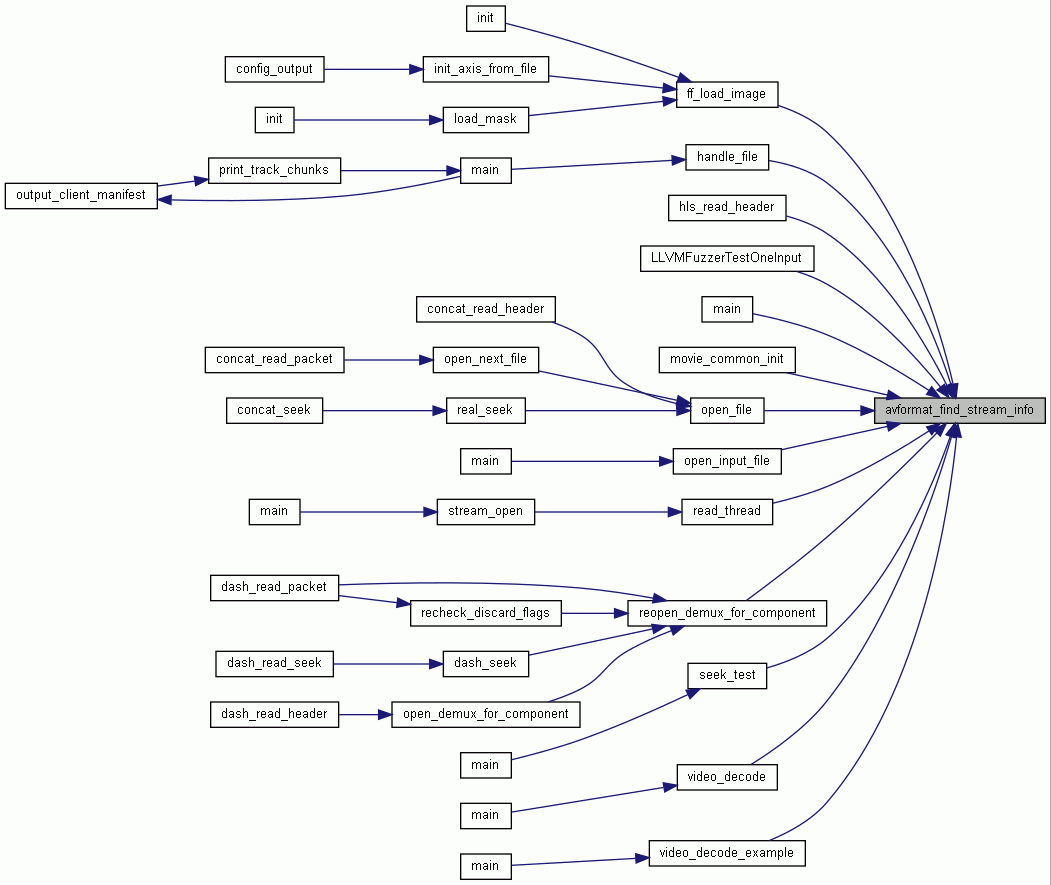 init
config_output
init_axis_from_file
ff_load_image
init
load_mask
handle_file
print_track_chunks
main
output_client_manifest
hls_read_header
LLVMFuzzerTestOneInput
concat_read_header
main
concat_read_packet
open_next_file
movie_common_init
concat_seek
real_seek
open_file
avformat_find_stream_info
main
open_input_file
main
stream_open
read_thread
dash_read_packet
recheck_discard_flags
reopen_demux_for_component
dash_read_seek
dash_seek
seek_test
dash_read_header
open_demux_for_component
main
video_decode
main
video_decode_example
main